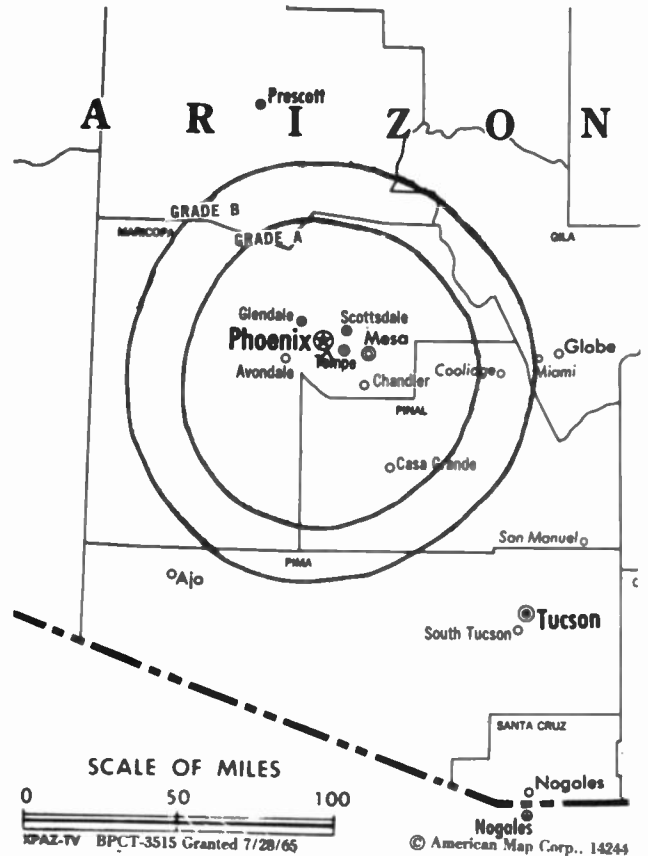 Prescott
A R I Z O N
GRADE B
MARICOPA
GRADE A
GILA
Glendale
Scottsdale
Phoenix
Mesa
Tempe
Globe
Avondale
Chandler
Coolidge
Miami
PINAL
Casa Grande
San Manuel
PIMA
Ajo
Tucson
South Tucson
SANTA CRUZ
SCALE OF MILES
0 50 100
Nogales
Nogales
KPAZ-TV BPCT-3515 Granted 7/28/65
© American Map Corp., 14244